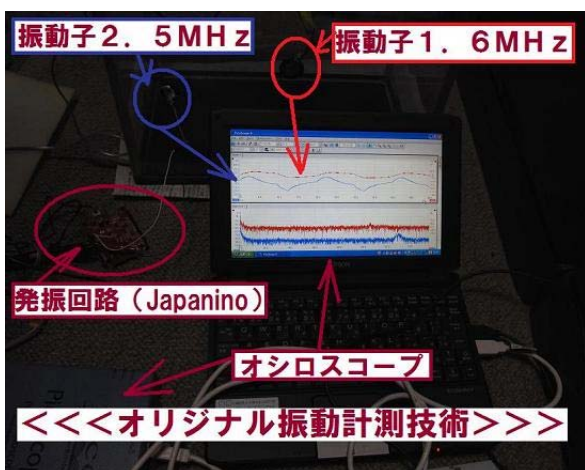 振動子2．5MHz
振動子1．6MHz
発振回路（Japanino）
オシロスコープ
<<<オリジナル振動計測技術>>>